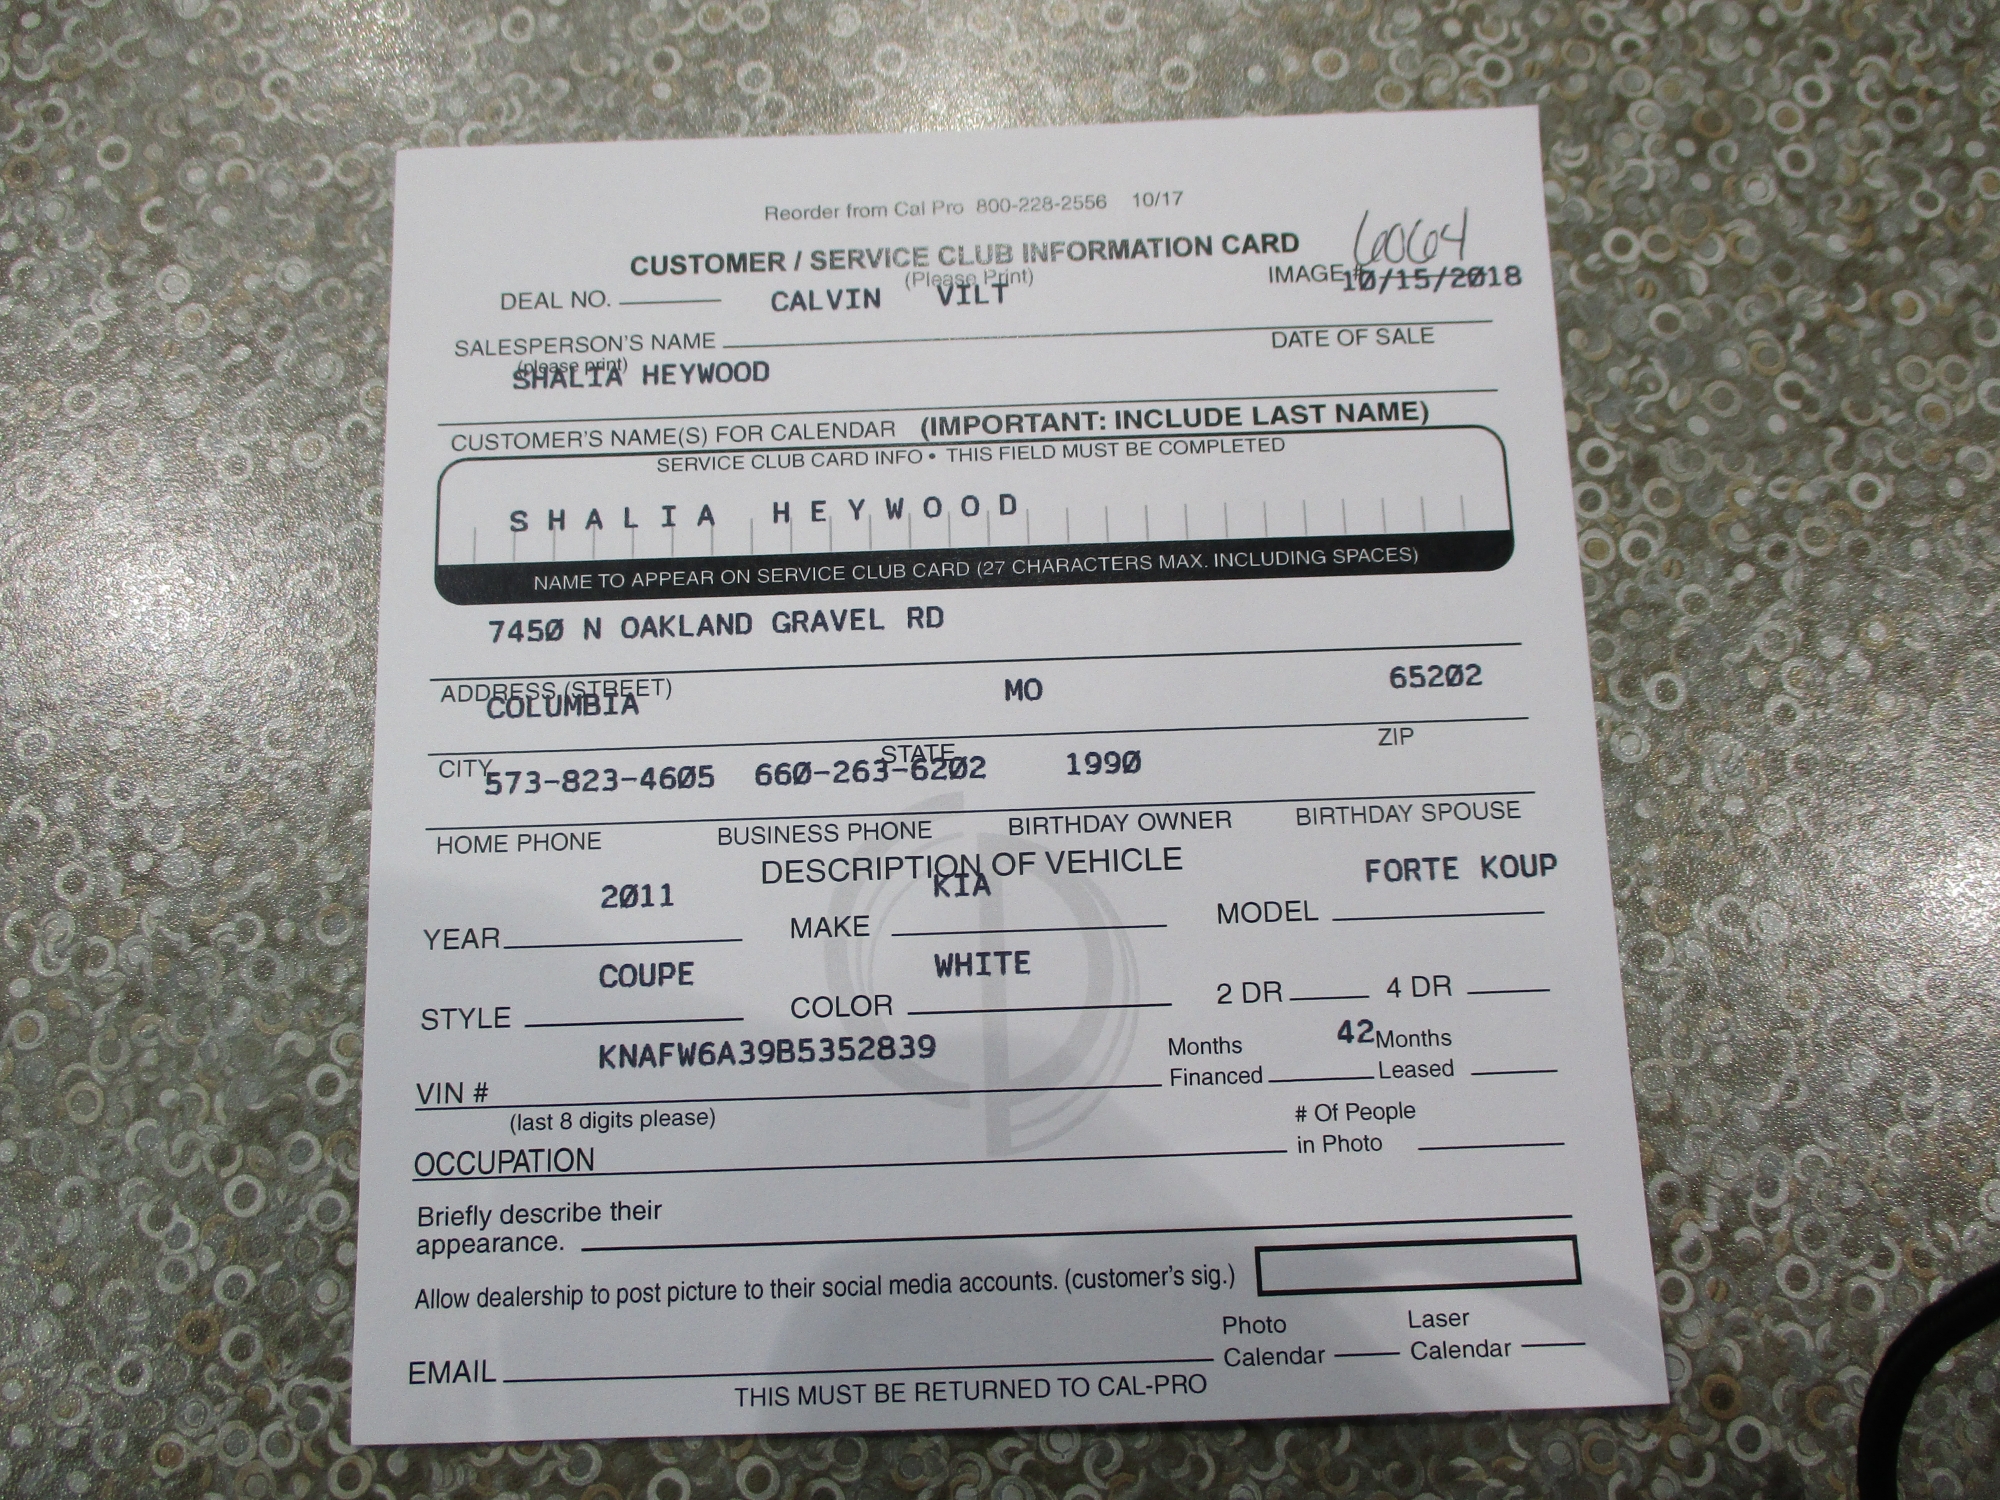 Reorder from Cal Pro 800-228-2556 10/17
CUSTOMER / SERVICE CLUB INFORMATION CARD 60604
(Please Print)
DEAL NO. CALVIN VILT IMAGE# 10/15/2018
SALESPERSON'S NAME DATE OF SALE
(please print)
SHALIA HEYWOOD
CUSTOMER'S NAME(S) FOR CALENDAR (IMPORTANT: INCLUDE LAST NAME)
SERVICE CLUB CARD INFO • THIS FIELD MUST BE COMPLETED
SHALIA HEYWOOD
NAME TO APPEAR ON SERVICE CLUB CARD (27 CHARACTERS MAX. INCLUDING SPACES)
7450 N OAKLAND GRAVEL RD
ADDRESS (STREET)
COLUMBIA MO 65202
CITY STATE ZIP
573-823-4605 660-263-6202 1990
HOME PHONE BUSINESS PHONE BIRTHDAY OWNER BIRTHDAY SPOUSE
DESCRIPTION OF VEHICLE
2011 KIA FORTE KOUP
YEAR MAKE MODEL
COUPE WHITE
STYLE COLOR 2 DR 4 DR
KNAFW6A39B5352839 Months 42 Months
VIN # Financed Leased
(last 8 digits please) # Of People
OCCUPATION in Photo
Briefly describe their
appearance.
Allow dealership to post picture to their social media accounts. (customer's sig.)
Photo Laser
EMAIL Calendar Calendar
THIS MUST BE RETURNED TO CAL-PRO